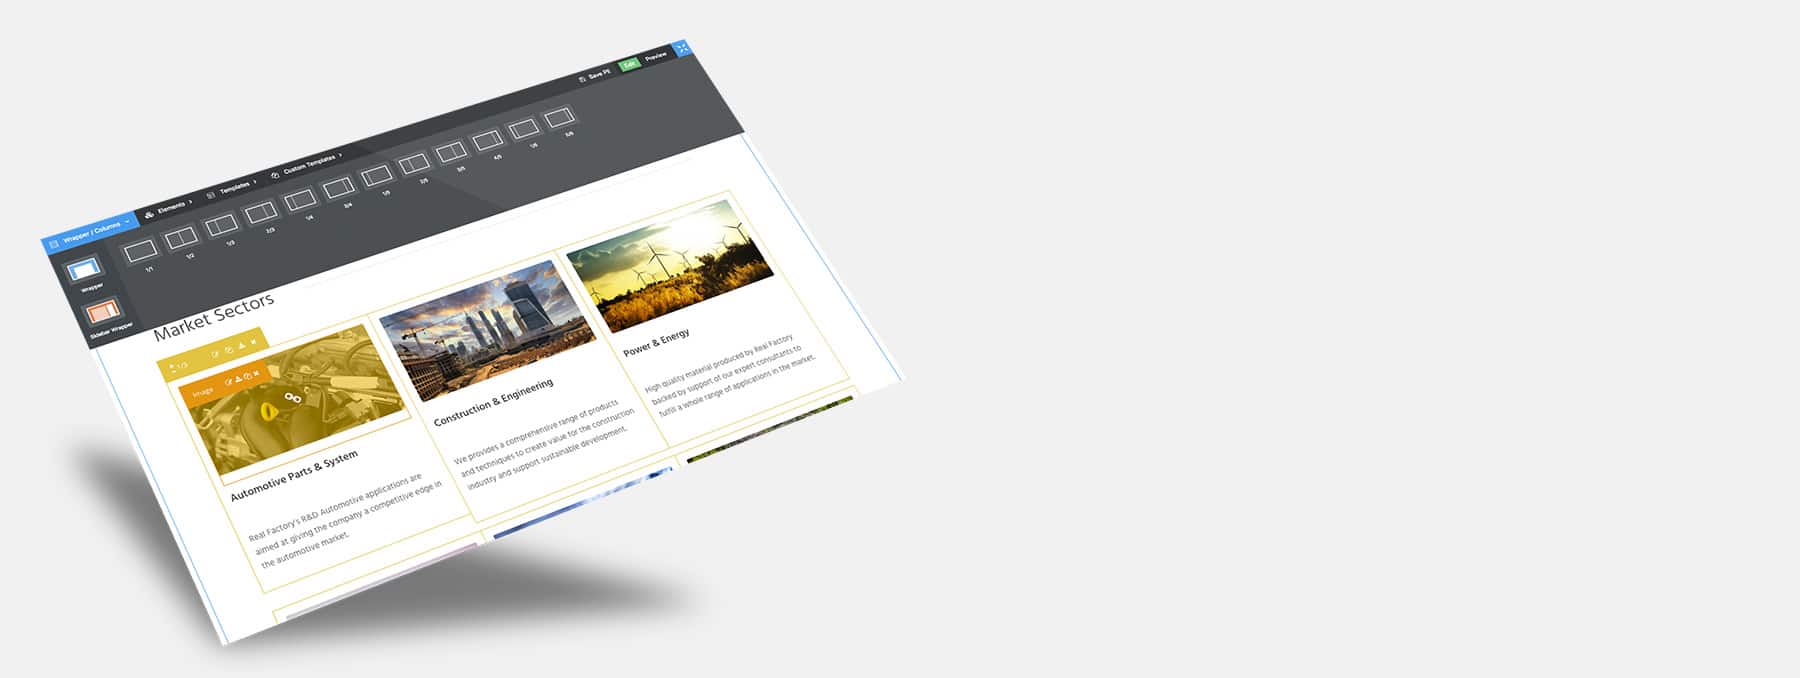 Save PE
Edit
Preview
Wrapper / Columns
Elements
Templates
Custom Templates
Wrapper
Sidebar Wrapper
1/1
1/2
1/3
2/3
1/4
3/4
1/5
2/5
3/5
4/5
1/6
5/6
Market Sectors
1/3
Image
Automotive Parts & System
Real Factory's R&D Automotive applications are
aimed at giving the company a competitive edge in
the automotive market.
Construction & Engineering
We provides a comprehensive range of products
and techniques to create value for the construction
industry and support sustainable development.
Power & Energy
High quality material produced by Real Factory
backed by support of our expert consultants to
fulfill a whole range of applications in the market.